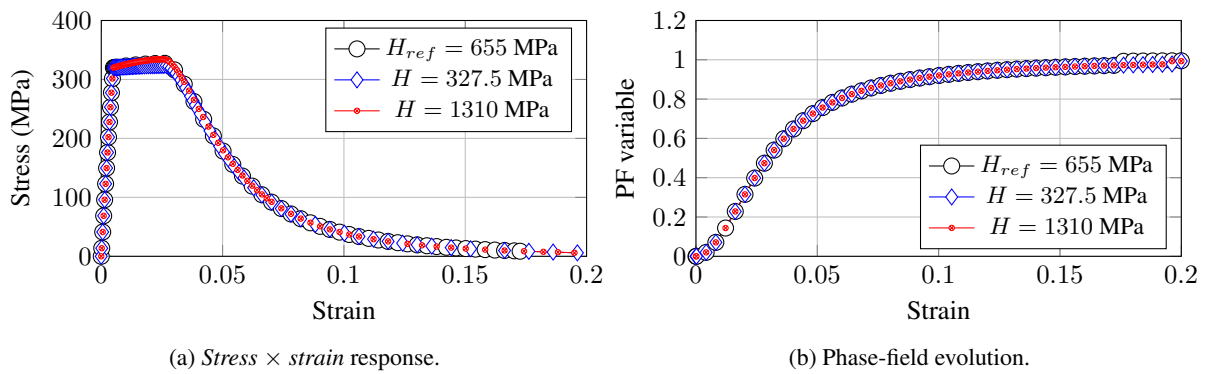 400
300
200
100
0
Stress (MPa)
0
0.05
0.1
0.15
0.2
Strain
H_ref = 655 MPa
H = 327.5 MPa
H = 1310 MPa
(a) Stress × strain response.
1.2
1
0.8
0.6
0.4
0.2
0
PF variable
0
0.05
0.1
0.15
0.2
Strain
H_ref = 655 MPa
H = 327.5 MPa
H = 1310 MPa
(b) Phase-field evolution.